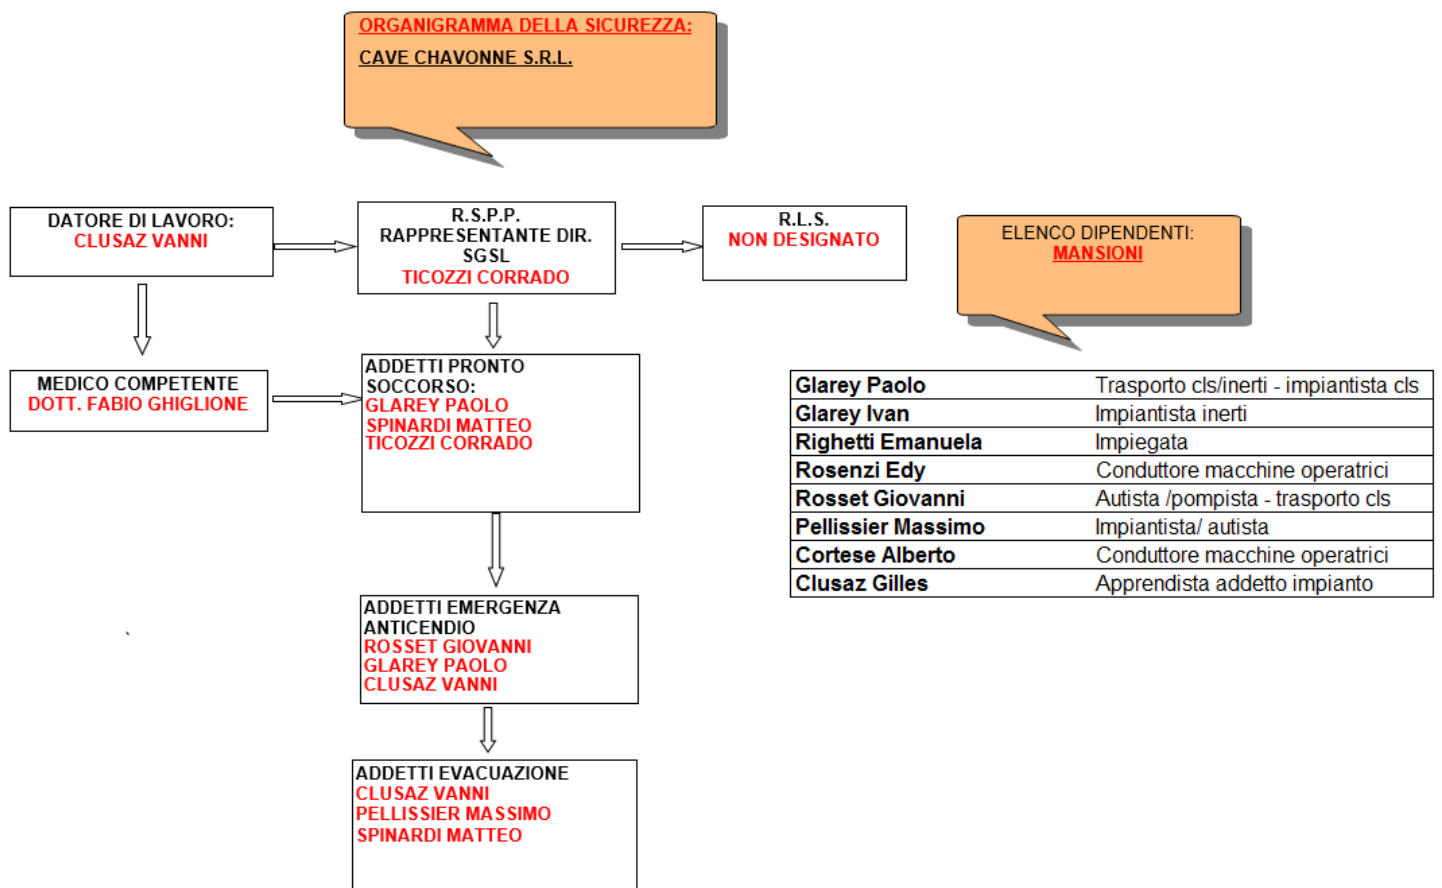 ORGANIGRAMMA DELLA SICUREZZA:
CAVE CHAVONNE S.R.L.
DATORE DI LAVORO:
CLUSAZ VANNI
R.S.P.P.
RAPPRESENTANTE DIR.
SGSL
TICOZZI CORRADO
R.L.S.
NON DESIGNATO
ELENCO DIPENDENTI:
MANSIONI
MEDICO COMPETENTE
DOTT. FABIO GHIGLIONE
ADDETTI PRONTO
SOCCORSO:
GLAREY PAOLO
SPINARDI MATTEO
TICOZZI CORRADO
Glarey Paolo Trasporto cls/inerti - impiantista cls
Glarey Ivan Impiantista inerti
Righetti Emanuela Impiegata
Rosenzi Edy Conduttore macchine operatrici
Rosset Giovanni Autista /pompista - trasporto cls
Pellissier Massimo Impiantista/ autista
Cortese Alberto Conduttore macchine operatrici
Clusaz Gilles Apprendista addetto impianto
ADDETTI EMERGENZA
ANTICENDIO
ROSSET GIOVANNI
GLAREY PAOLO
CLUSAZ VANNI
ADDETTI EVACUAZIONE
CLUSAZ VANNI
PELLISSIER MASSIMO
SPINARDI MATTEO